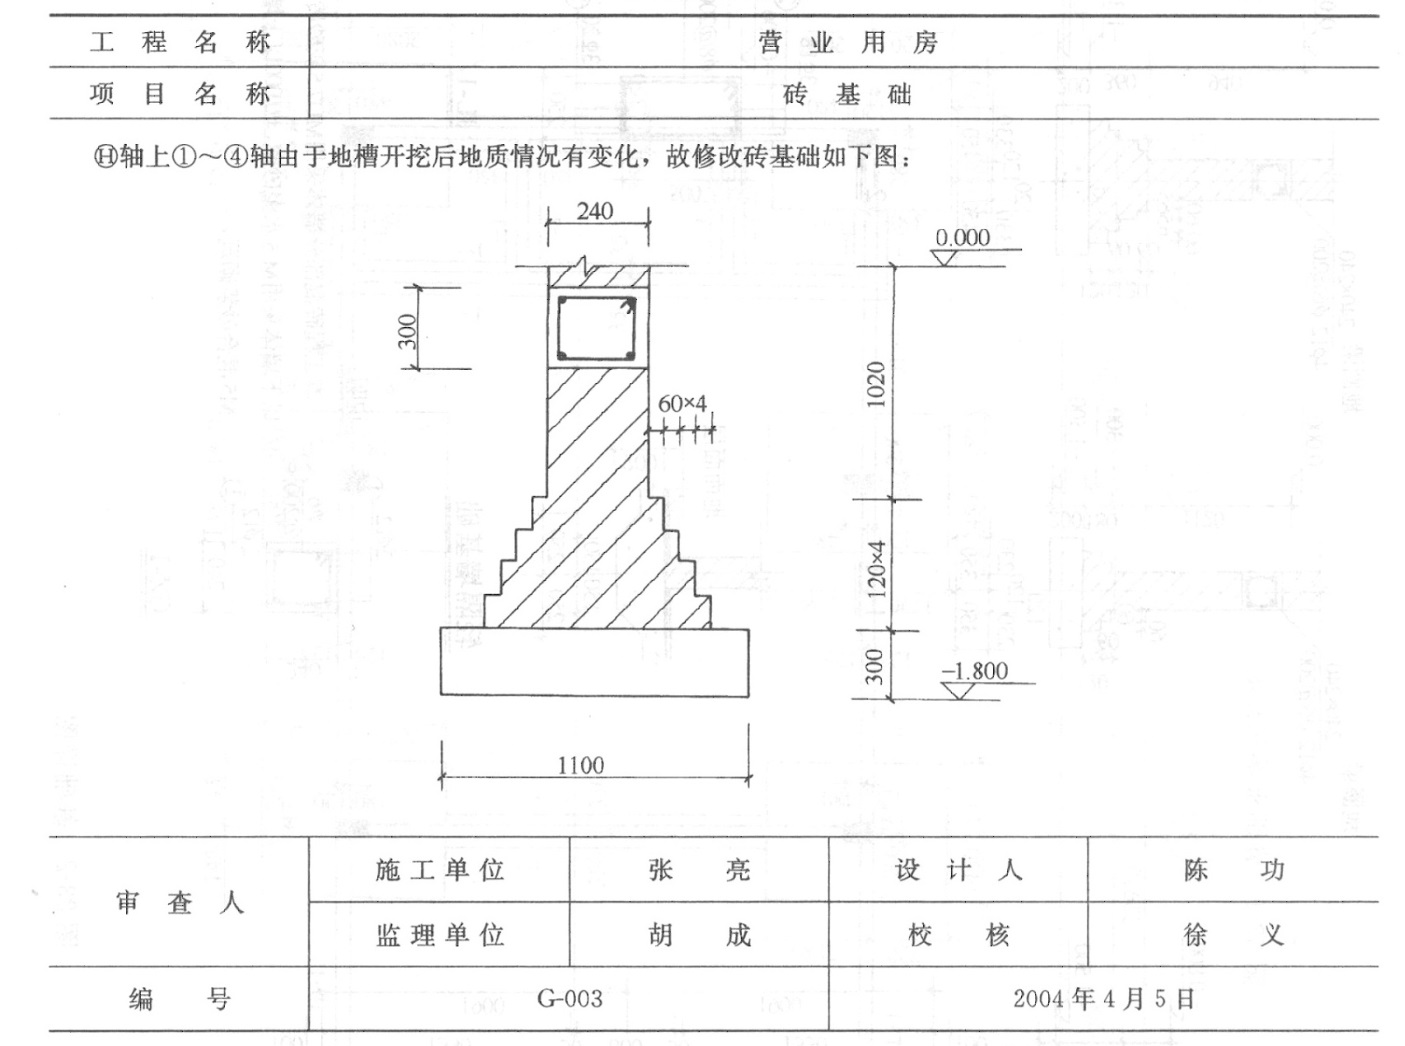 工程名称 营业用房
项目名称 砖基础
Ⓗ轴上①～④轴由于地槽开挖后地质情况有变化，故修改砖基础如下图：
240
0.000
300
1020
60×4
120×4
300
-1.800
1100
审查人 施工单位 张亮 设计人 陈功
监理单位 胡成 校核 徐义
编号 G-003 2004年4月5日